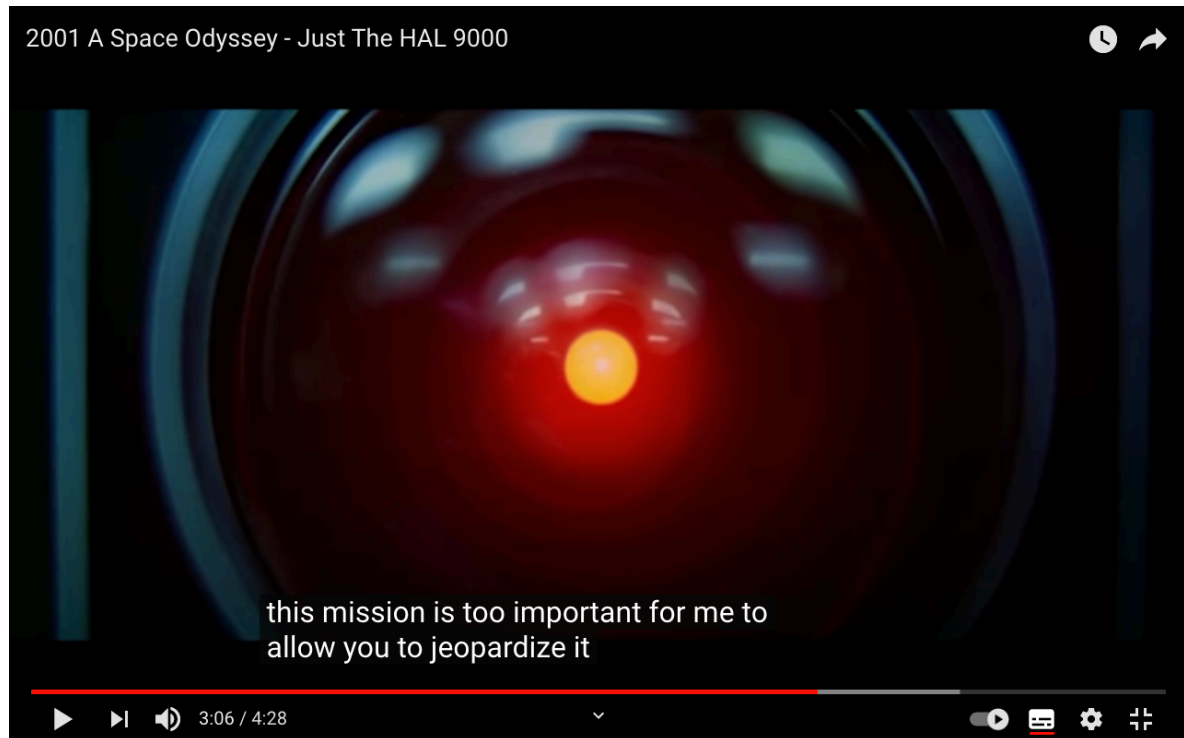 2001 A Space Odyssey - Just The HAL 9000
this mission is too important for me to
allow you to jeopardize it
3:06 / 4:28